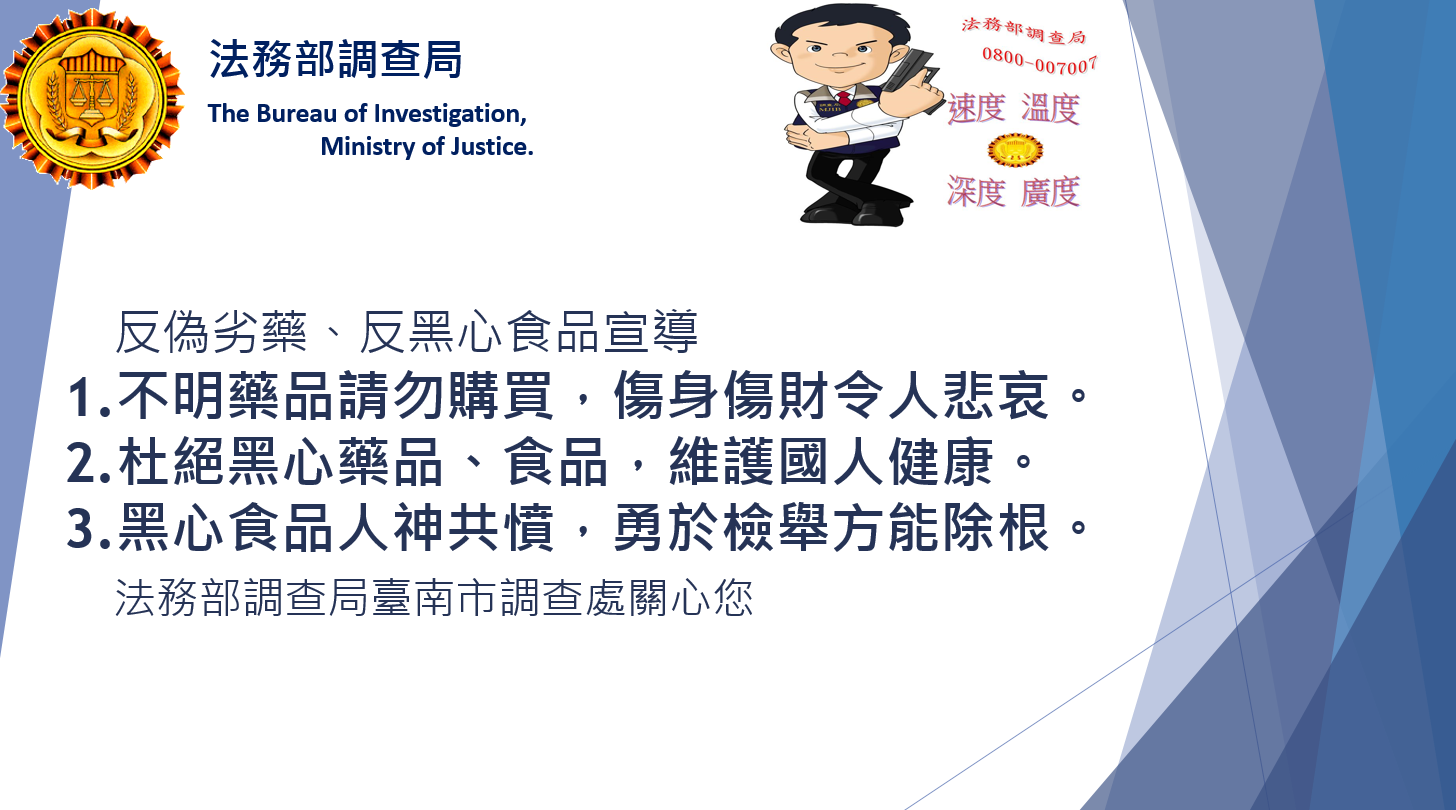 法務部調查局
The Bureau of Investigation,
Ministry of Justice.
法務部調查局
0800-007007
MJIB
速度 溫度
深度 廣度
反偽劣藥、反黑心食品宣導
1.不明藥品請勿購買，傷身傷財令人悲哀。
2.杜絕黑心藥品、食品，維護國人健康。
3.黑心食品人神共憤，勇於檢舉方能除根。
法務部調查局臺南市調查處關心您